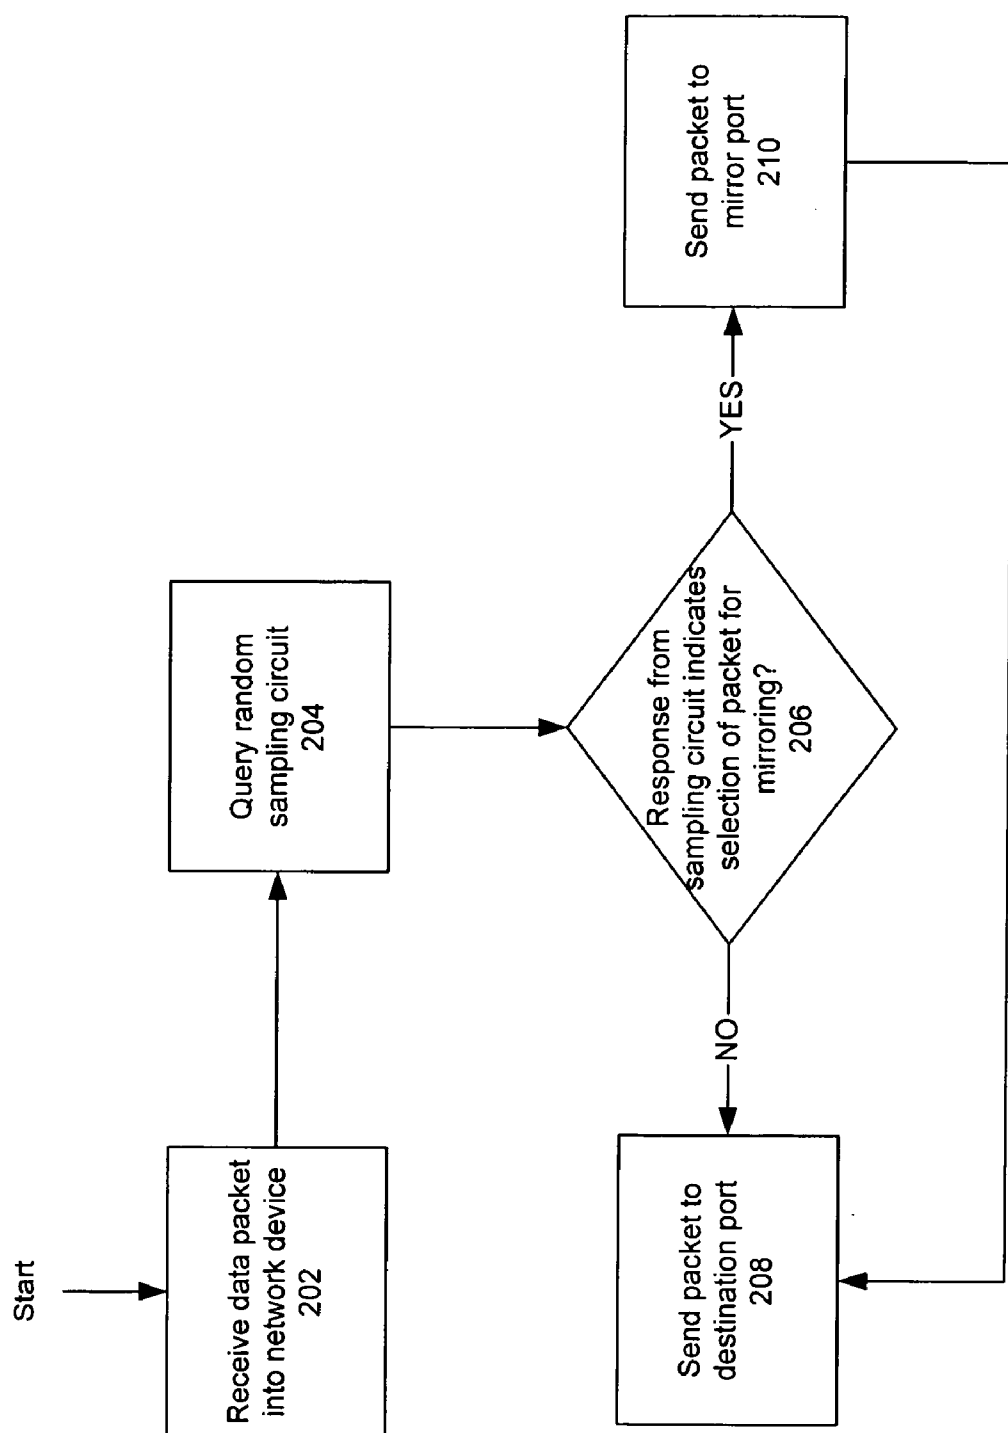 Start
Receive data packet
into network device
202
Query random
sampling circuit
204
Response from
sampling circuit indicates
selection of packet for
mirroring?
206
NO
YES
Send packet to
destination port
208
Send packet to
mirror port
210